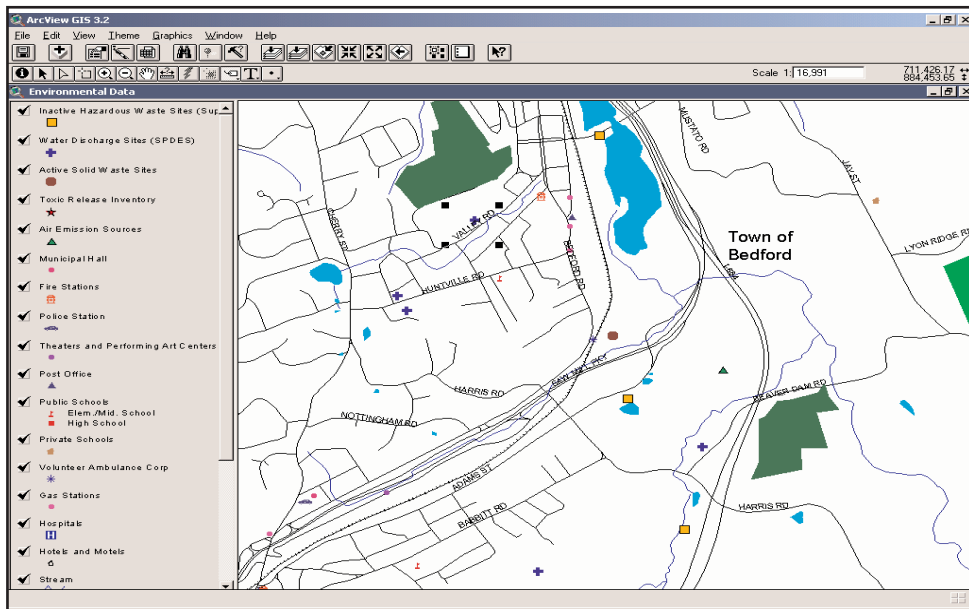 ArcView GIS 3.2
File Edit View Theme Graphics Window Help
Scale 1: 16,991
711,426.17
884,453.65
Environmental Data
Inactive Hazardous Waste Sites (Sup
Water Discharge Sites (SPDES)
Active Solid Waste Sites
Toxic Release Inventory
Air Emission Sources
Municipal Hall
Fire Stations
Police Station
Theaters and Performing Art Centers
Post Office
Public Schools
Elem./Mid. School
High School
Private Schools
Volunteer Ambulance Corp
Gas Stations
Hospitals
H
Hotels and Motels
Stream
MUSTATO RD
JAY ST
CHERRY ST
VALLEY RD
BEDFORD RD
Town of
Bedford
LYON RIDGE RD
I-684
HUNTVILLE RD
HARRIS RD
BEAVER DAM RD
NOTTINGHAM RD
ADAMS ST
BABBITT RD
HARRIS RD